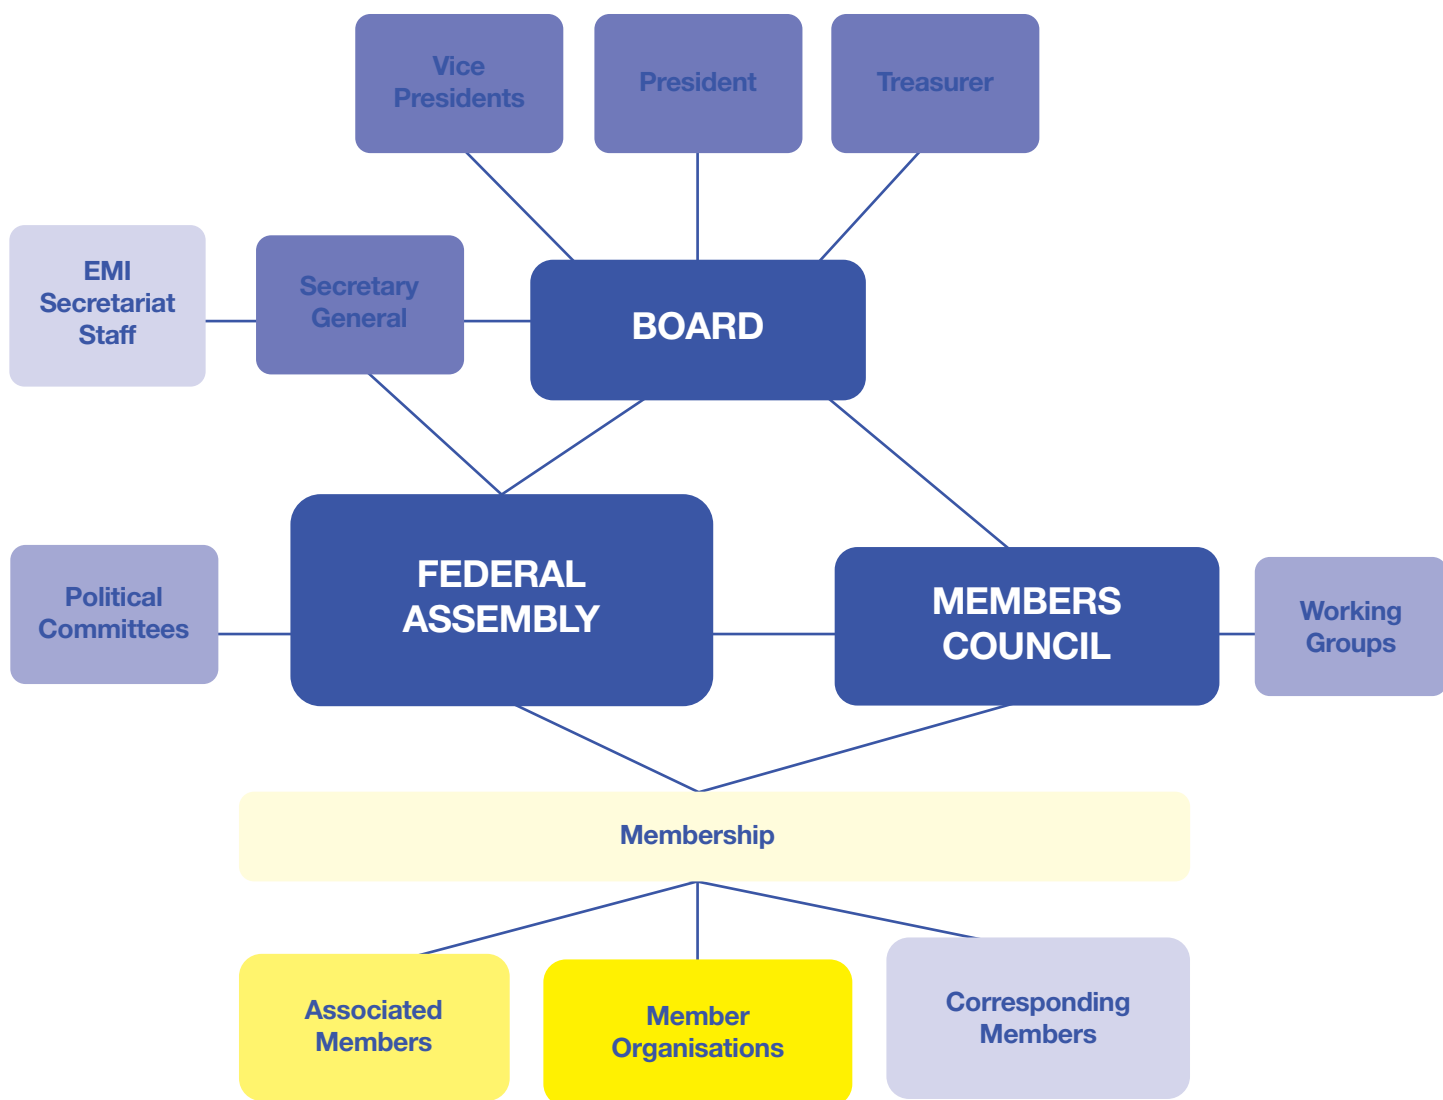 Vice
Presidents
President
Treasurer
EMI
Secretariat
Staff
Secretary
General
BOARD
Political
Committees
FEDERAL
ASSEMBLY
MEMBERS
COUNCIL
Working
Groups
Membership
Associated
Members
Member
Organisations
Corresponding
Members